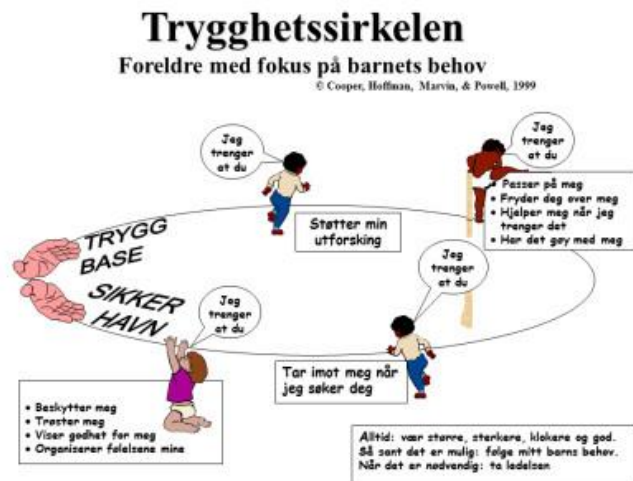 Trygghetssirkelen
Foreldre med fokus på barnets behov
© Cooper, Hoffman, Marvin, & Powell, 1999
Jeg
trenger
at du
Støtter min
utforsking
Jeg
trenger
at du
• Passer på meg
• Fryder deg over meg
• Hjelper meg når jeg
trenger det
• Har det gøy med meg
TRYGG
BASE
SIKKER
HAVN
Jeg
trenger
at du
Tar imot meg når
jeg søker deg
Jeg
trenger
at du
• Beskytter meg
• Trøster meg
• Viser godhet for meg
• Organiserer følelsene mine
Alltid: vær større, sterkere, klokere og god.
Så sant det er mulig: følge mitt barns behov.
Når det er nødvendig: ta ledelsen